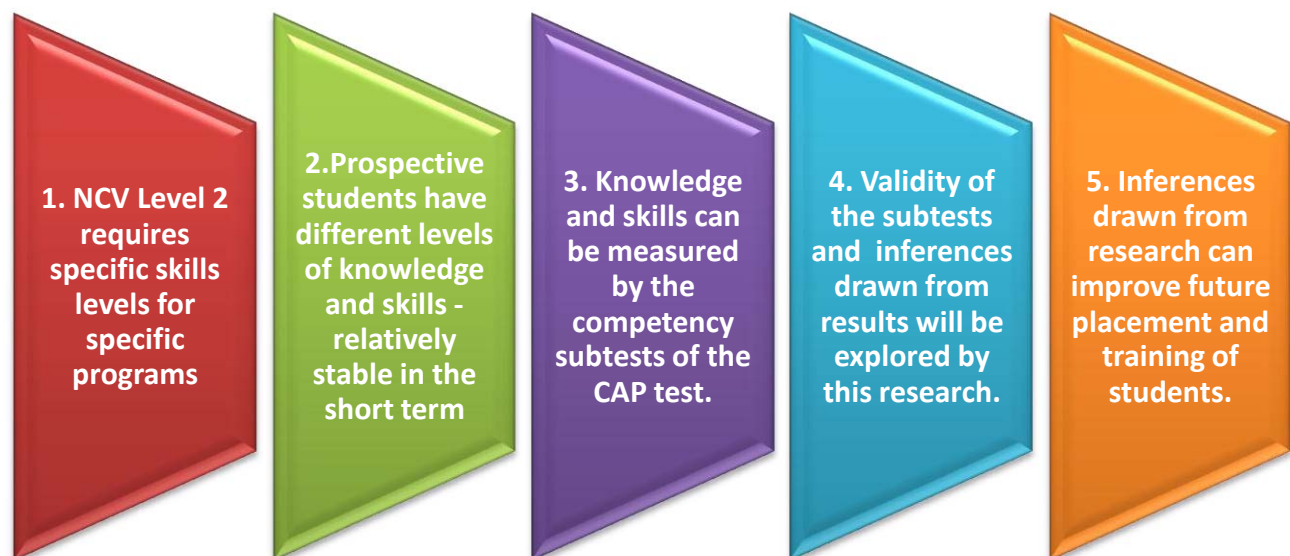 1. NCV Level 2
requires
specific skills
levels for
specific
programs
2.Prospective
students have
different levels
of knowledge
and skills -
relatively
stable in the
short term
3. Knowledge
and skills can
be measured
by the
competency
subtests of the
CAP test.
4. Validity of
the subtests
and inferences
drawn from
results will be
explored by
this research.
5. Inferences
drawn from
research can
improve future
placement and
training of
students.